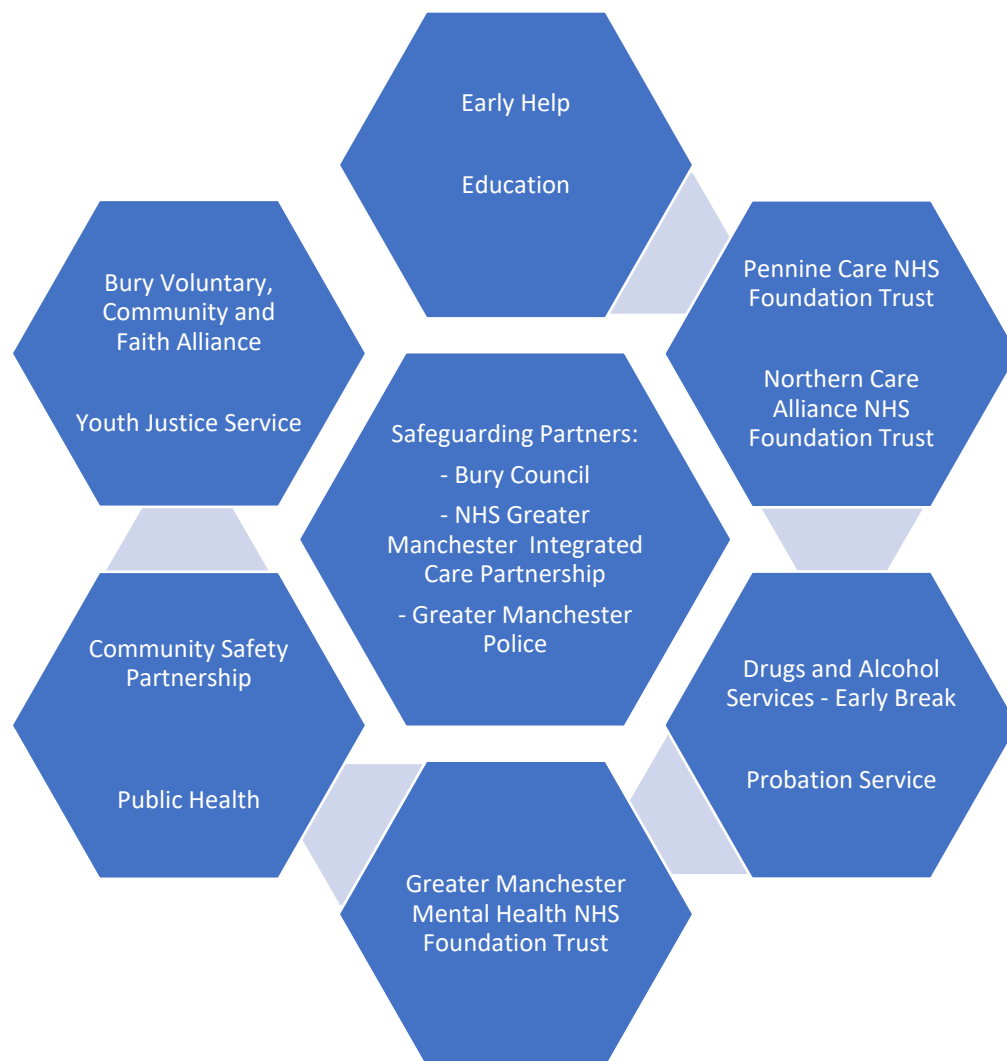 Early Help
Education
Pennine Care NHS
Foundation Trust
Northern Care
Alliance NHS
Foundation Trust
Bury Voluntary,
Community and
Faith Alliance
Youth Justice Service
Safeguarding Partners:
- Bury Council
- NHS Greater
Manchester Integrated
Care Partnership
- Greater Manchester
Police
Community Safety
Partnership
Public Health
Drugs and Alcohol
Services - Early Break
Probation Service
Greater Manchester
Mental Health NHS
Foundation Trust